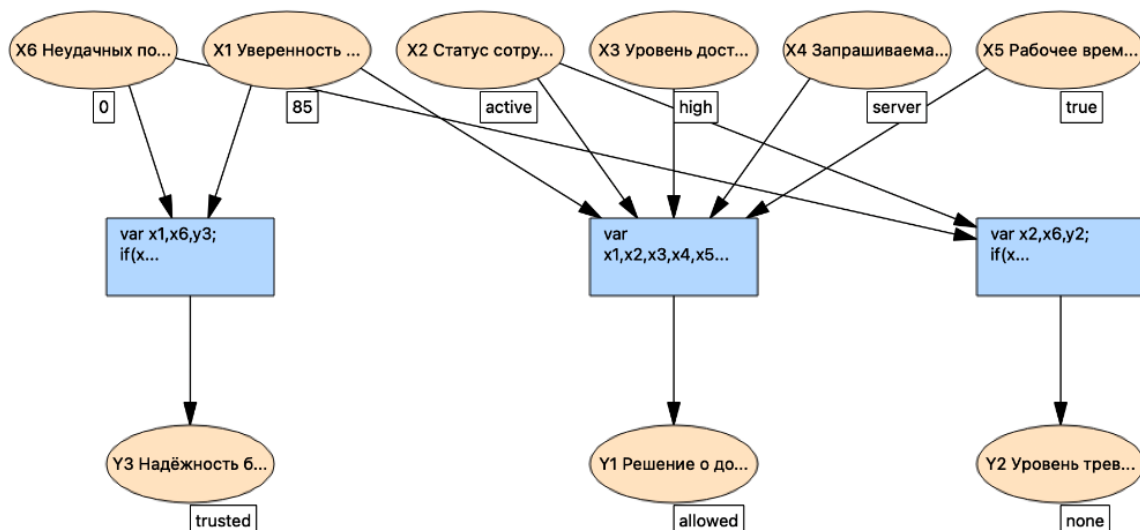 X6 Неудачных по...
X1 Уверенность ...
X2 Статус сотру...
X3 Уровень дост...
X4 Запрашиваема...
X5 Рабочее врем...
0
85
active
high
server
true
var x1,x6,y3;
if(x...
var
x1,x2,x3,x4,x5...
var x2,x6,y2;
if(x...
Y3 Надёжность б...
Y1 Решение о до...
Y2 Уровень трев...
trusted
allowed
none